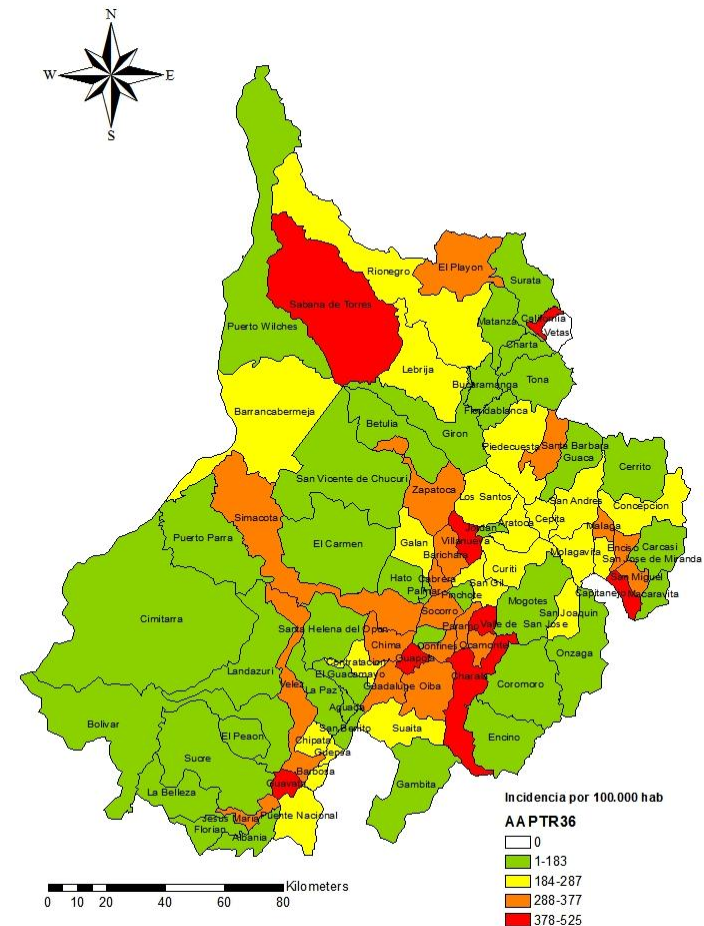 N
W E
S
El Playon
Rionegro
Surata
Sabana de Torres
California
Puerto Wilches
Matanza
Vetas
Charta
Lebrija
Tona
Bucaramanga
Barrancabermeja
Floridablanca
Betulia
Giron
Piedecuesta
Santa Barbara
Guaca
Cerrito
San Vicente de Chucuri
Zapatoca
Los Santos
San Andres
Concepcion
Simacota
Jordan
Aratoca
Cepita
Malaga
Puerto Parra
El Carmen
Galan
Villanueva
Enciso
Carcasi
Barichara
Molagavita
San Jose de Miranda
Curiti
Hato
Cabrera
San Gil
San Miguel
Pinchote
Capitanejo
Macaravita
Mogotes
Socorro
San Joaquin
Cimitarra
Paramo
Valle de San Jose
Santa Helena del Opon
Chima
Confines
Ocamonte
Onzaga
Contratacion
Guapota
Landazuri
El Guacamayo
Charala
Velez
La Paz
Guadalupe
Oiba
Coromoro
Aguada
Bolivar
San Benito
Suaita
El Peaon
Chipata
Encino
Guepsa
Sucre
Barbosa
Guavata
Gambita
La Belleza
Jesus Maria
Puente Nacional
Florian
Albania
Incidencia por 100.000 hab
AAPTR36
0
1-183
184-287
288-377
378-525
Kilometers
0 10 20 40 60 80